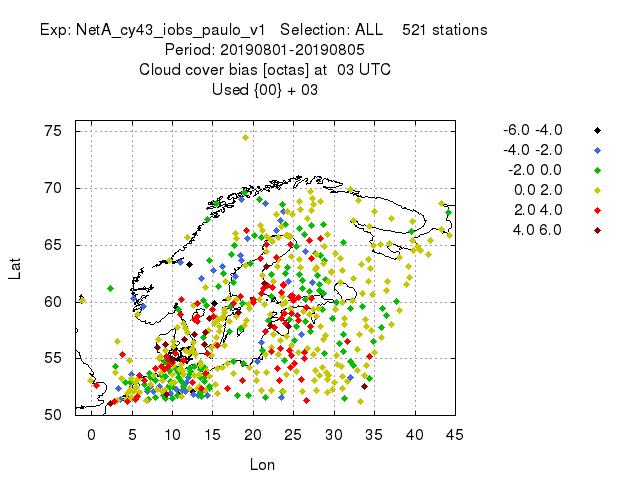 Exp: NetA_cy43_iobs_paulo_v1 Selection: ALL 521 stations
Period: 20190801-20190805
Cloud cover bias [octas] at 03 UTC
Used {00} + 03
-6.0 -4.0
-4.0 -2.0
-2.0 0.0
0.0 2.0
2.0 4.0
4.0 6.0
75
70
65
60
55
50
Lat
0 5 10 15 20 25 30 35 40 45
Lon